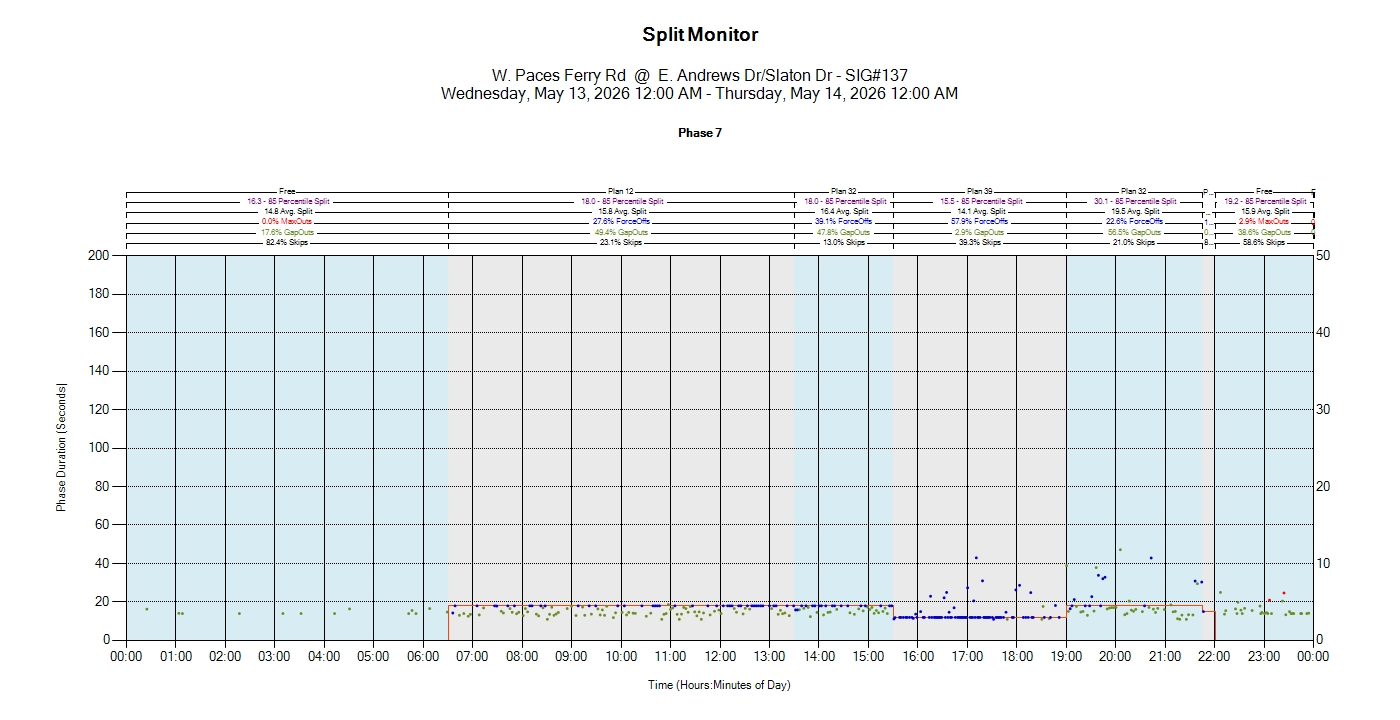 Split Monitor
W. Paces Ferry Rd @ E. Andrews Dr/Slaton Dr - SIG#137
Wednesday, May 13, 2026 12:00 AM - Thursday, May 14, 2026 12:00 AM
Phase 7
Free Plan 12 Plan 32 Plan 39 Plan 32 P... Free F
16.3 - 85 Percentile Split 18.0 - 85 Percentile Split 18.0 - 85 Percentile Split 15.5 - 85 Percentile Split 30.1 - 85 Percentile Split 19.2 - 85 Percentile Split
14.8 Avg. Split 15.8 Avg. Split 16.4 Avg. Split 14.1 Avg. Split 19.5 Avg. Split 15.9 Avg. Split
0.0% MaxOuts 27.6% ForceOffs 39.1% ForceOffs 57.9% ForceOffs 22.6% ForceOffs 1... 2.9% MaxOuts
17.6% GapOuts 49.4% GapOuts 47.8% GapOuts 2.9% GapOuts 56.5% GapOuts 0... 38.6% GapOuts
82.4% Skips 23.1% Skips 13.0% Skips 39.3% Skips 21.0% Skips 8... 58.6% Skips
200 50
180
160 40
140
120 30
100
80 20
60
40 10
20
0 0
00:00 01:00 02:00 03:00 04:00 05:00 06:00 07:00 08:00 09:00 10:00 11:00 12:00 13:00 14:00 15:00 16:00 17:00 18:00 19:00 20:00 21:00 22:00 23:00 00:00
Phase Duration (Seconds)
Time (Hours:Minutes of Day)